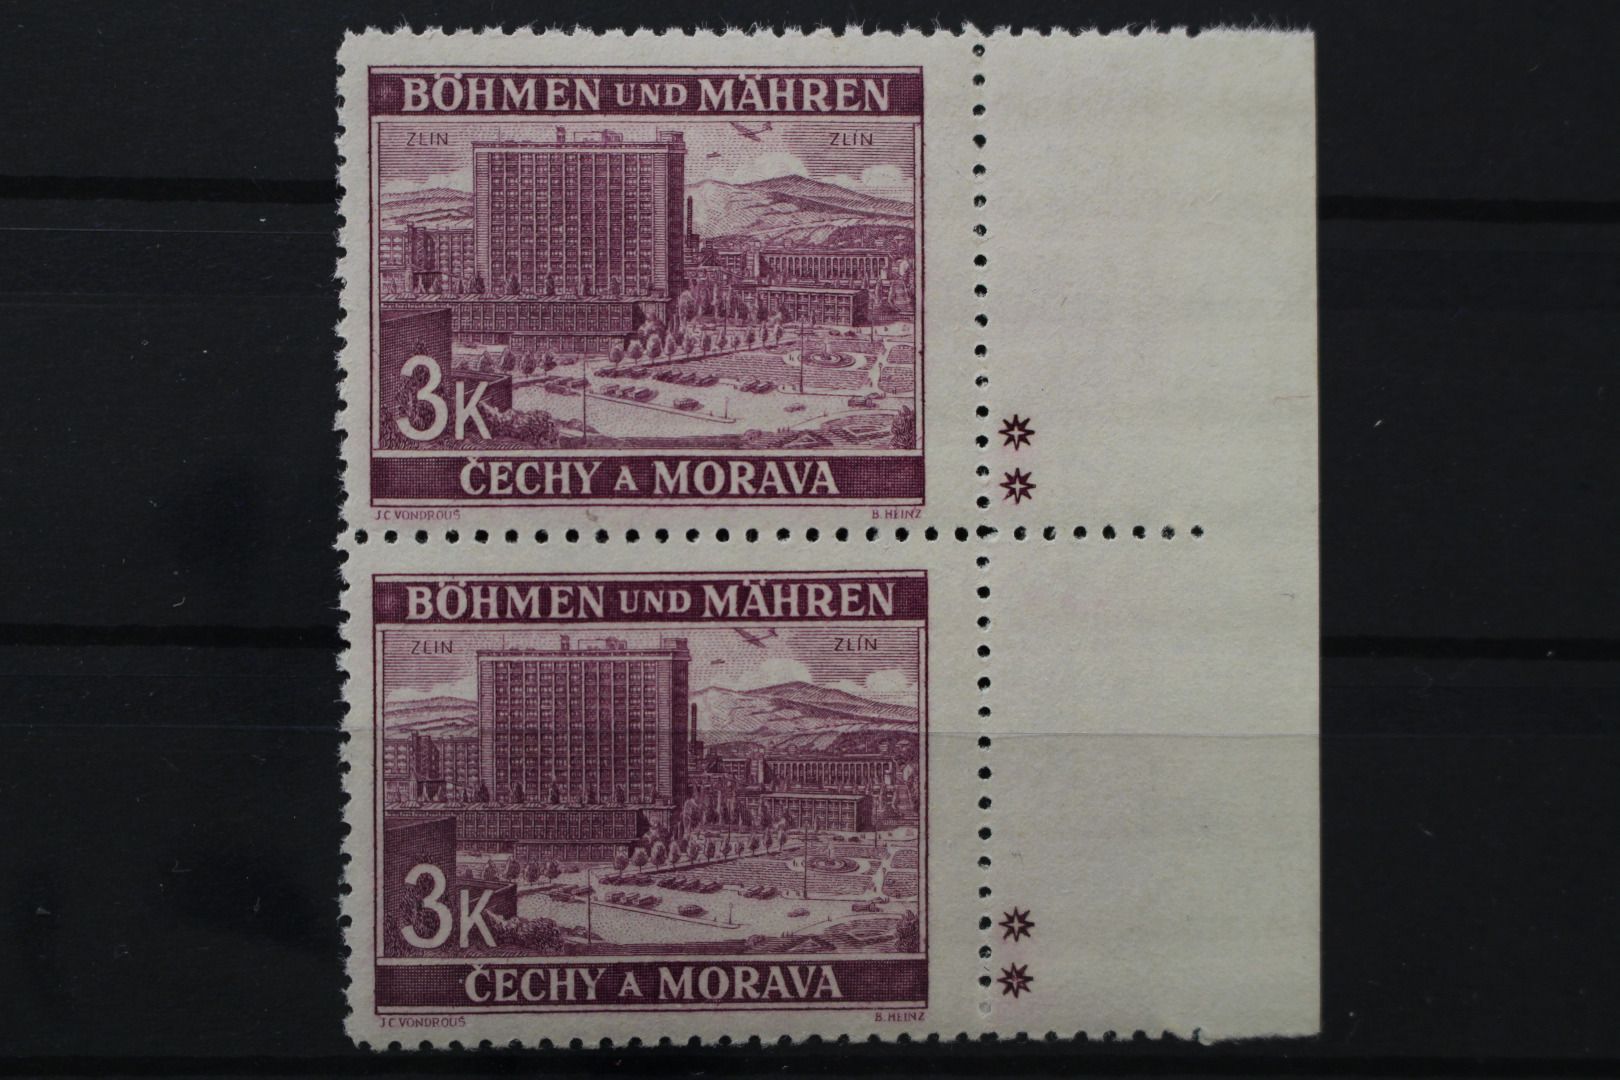 BÖHMEN UND MÄHREN
ZLIN ZLIN
3K
ČECHY A MORAVA
J.C.VONDROUŠ B.HEINZ
BÖHMEN UND MÄHREN
ZLIN ZLÍN
3K
ČECHY A MORAVA
J.C.VONDROUŠ B.HEINZ